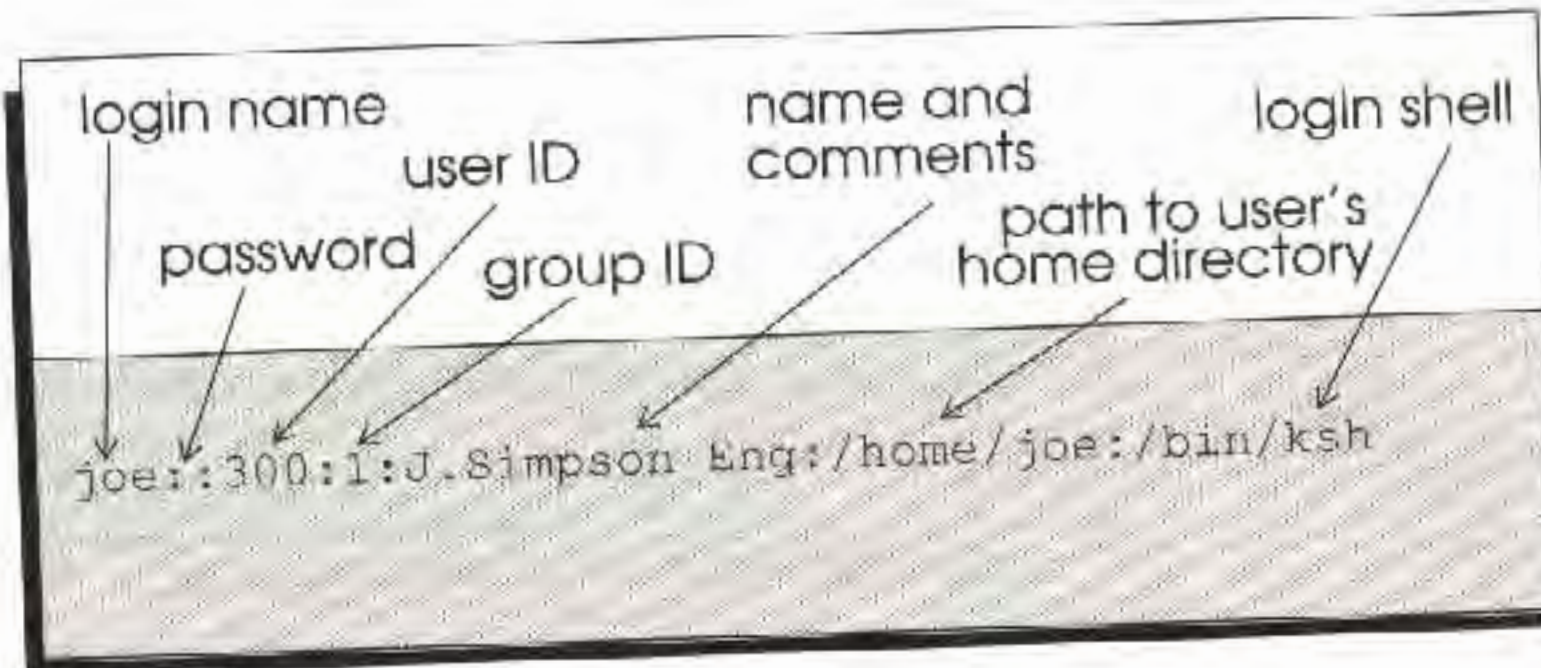 login name
name and
comments
login shell
user ID
password
group ID
path to user's
home directory
joe::300:1:J.Simpson Eng:/home/joe:/bin/ksh